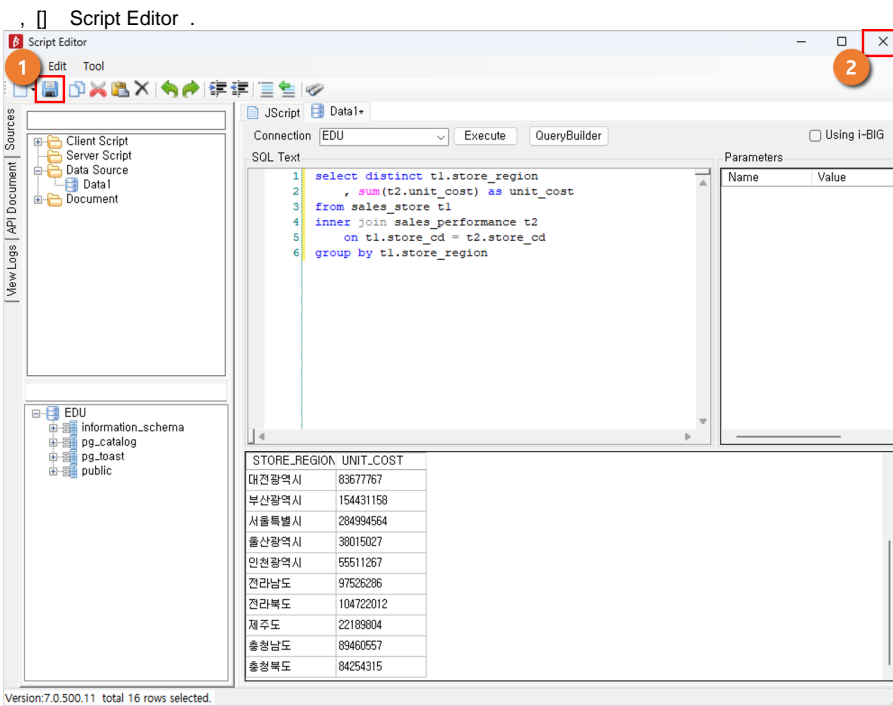 , [] Script Editor .
Script Editor
1 Edit Tool 2
Sources
API Document
View Logs
Client Script
Server Script
Data Source
Data1
Document
JScript Data1*
Connection EDU Execute QueryBuilder Using i-BIG
SQL Text
1 select distinct t1.store_region
2 , sum(t2.unit_cost) as unit_cost
3 from sales_store t1
4 inner join sales_performance t2
5 on t1.store_cd = t2.store_cd
6 group by t1.store_region
Parameters
Name Value
EDU
information_schema
pg_catalog
pg_toast
public
STORE_REGION UNIT_COST
대전광역시 83677767
부산광역시 154431158
서울특별시 284994564
울산광역시 38015027
인천광역시 55511267
전라남도 97526286
전라북도 104722012
제주도 22189804
충청남도 89460557
충청북도 84254315
Version:7.0.500.11 total 16 rows selected.